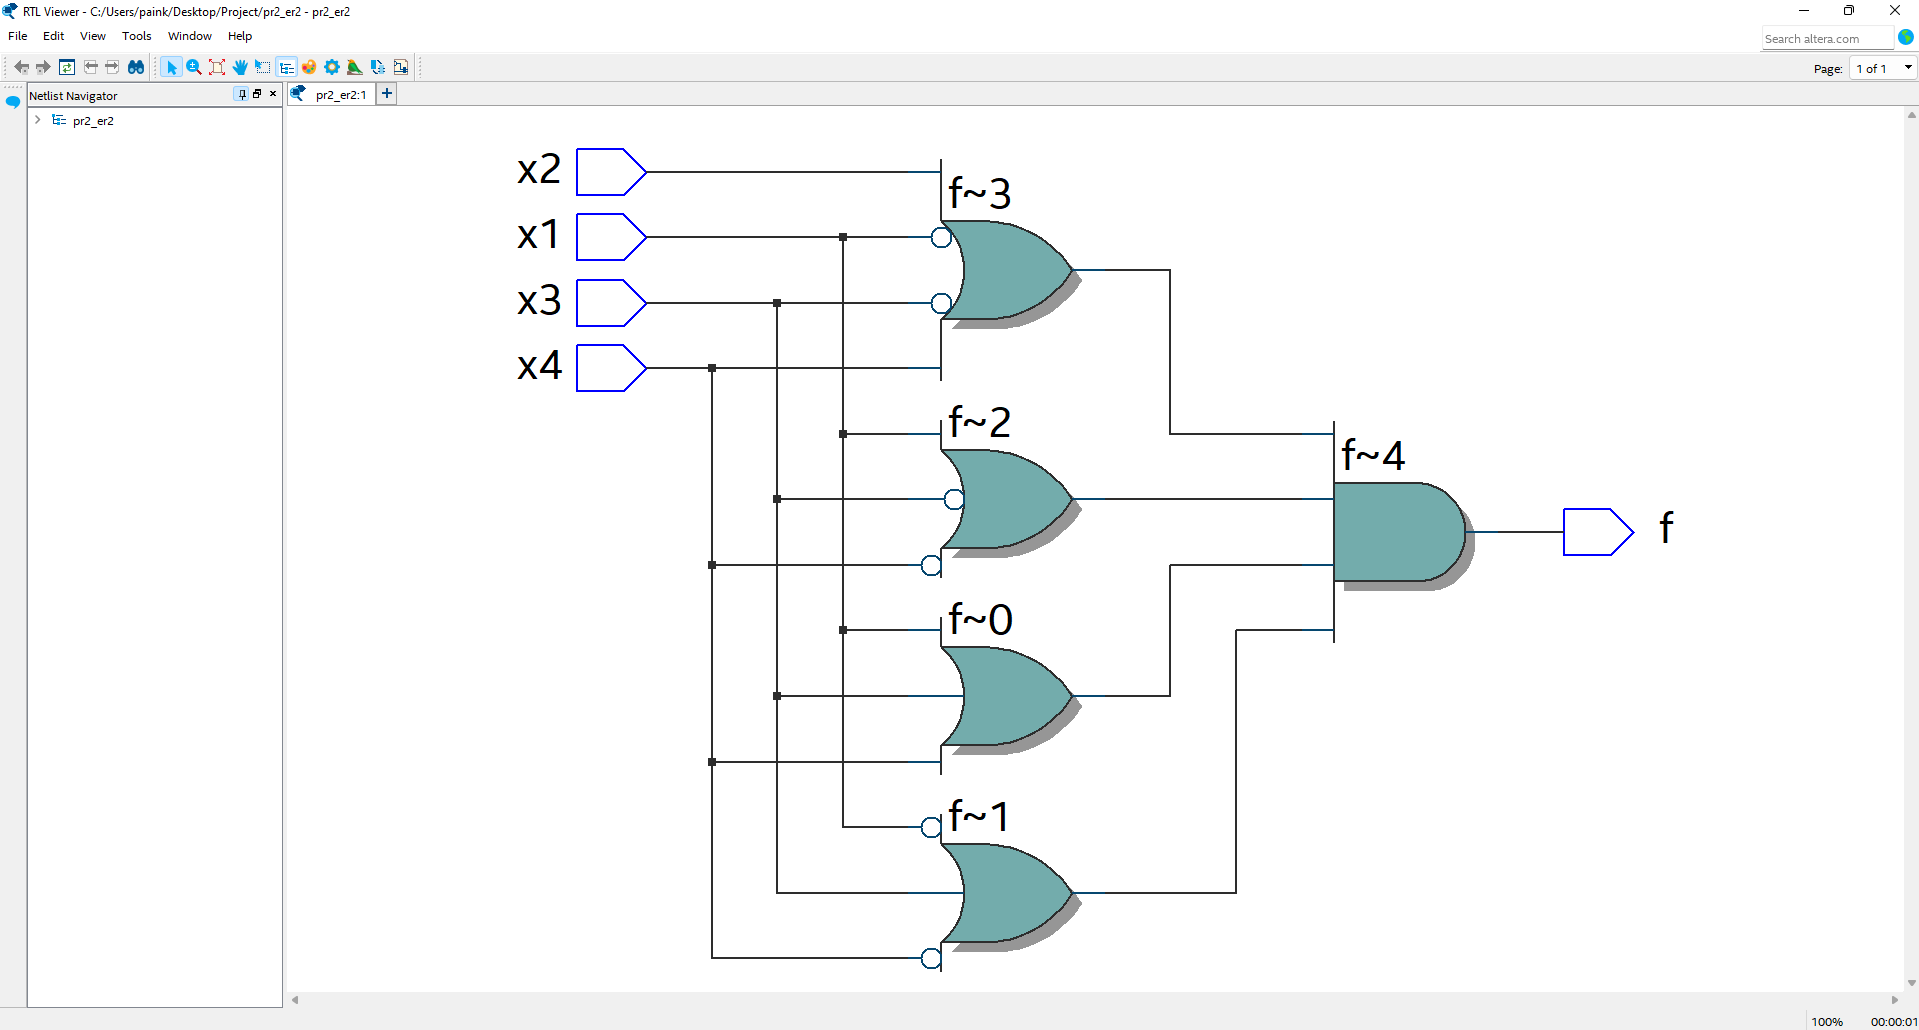 RTL Viewer - C:/Users/paink/Desktop/Project/pr2_er2 - pr2_er2
File Edit View Tools Window Help
Search altera.com
Page: 1 of 1
Netlist Navigator
pr2_er2:1
pr2_er2
x2
f~3
x1
x3
x4
f~2
f~4
f
f~0
f~1
100% 00:00:01